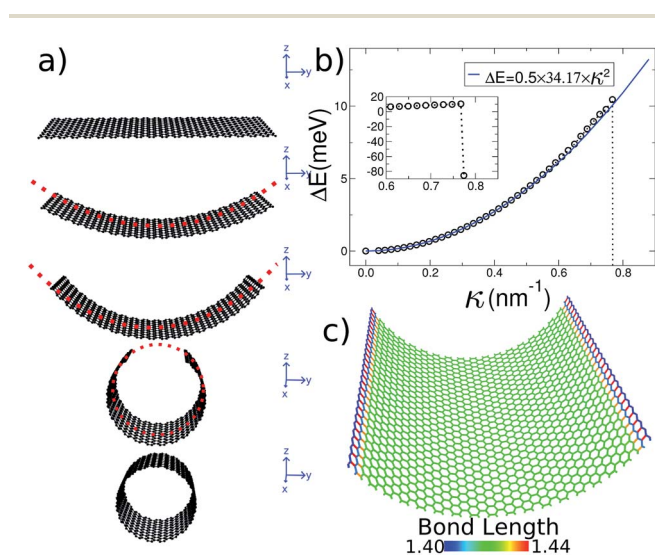 a)
z
y
x
z
y
x
z
y
x
z
y
x
z
y
x
b)
ΔE=0.5×34.17×κ²
ΔE(meV)
10
5
0
20
0
-20
-40
-60
-80
0.6 0.7 0.8
0.0 0.2 0.4 0.6 0.8
κ(nm⁻¹)
c)
Bond Length
1.40 1.44